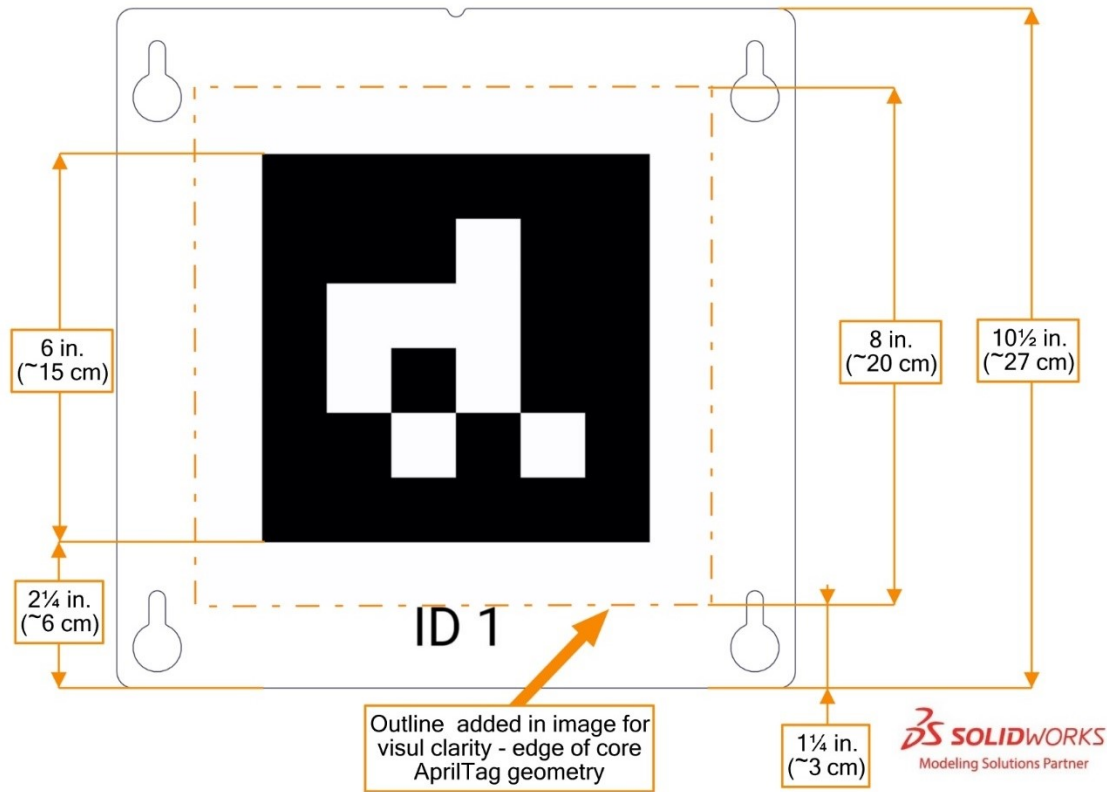 6 in.
(~15 cm)
8 in.
(~20 cm)
10½ in.
(~27 cm)
2¼ in.
(~6 cm)
ID 1
Outline added in image for
visul clarity - edge of core
AprilTag geometry
1¼ in.
(~3 cm)
3S SOLIDWORKS
Modeling Solutions Partner